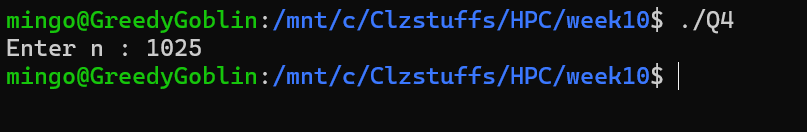 mingo@GreedyGoblin:/mnt/c/Clzstuffs/HPC/week10$ ./Q4
Enter n : 1025
mingo@GreedyGoblin:/mnt/c/Clzstuffs/HPC/week10$